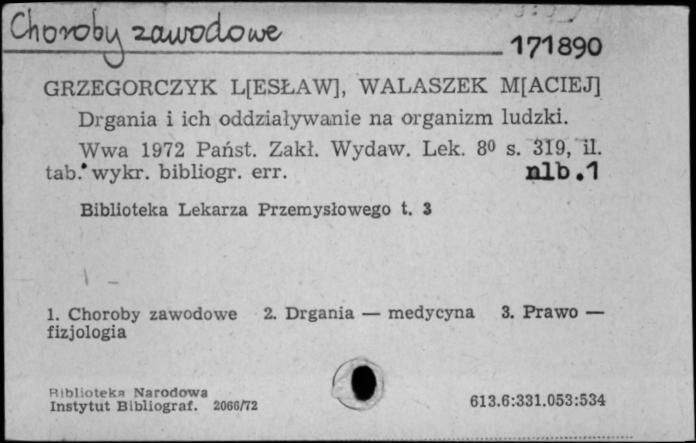 Choroby zawodowe
171890
GRZEGORCZYK L[ESŁAW], WALASZEK M[ACIEJ]
Drgania i ich oddziaływanie na organizm ludzki.
Wwa 1972 Państ. Zakł. Wydaw. Lek. 8⁰ s. 319, il.
tab. wykr. bibliogr. err. nlb.1
Biblioteka Lekarza Przemysłowego t. 3
1. Choroby zawodowe 2. Drgania — medycyna 3. Prawo —
fizjologia
Biblioteka Narodowa
Instytut Bibliograf. 2066/72
613.6:331.053:534